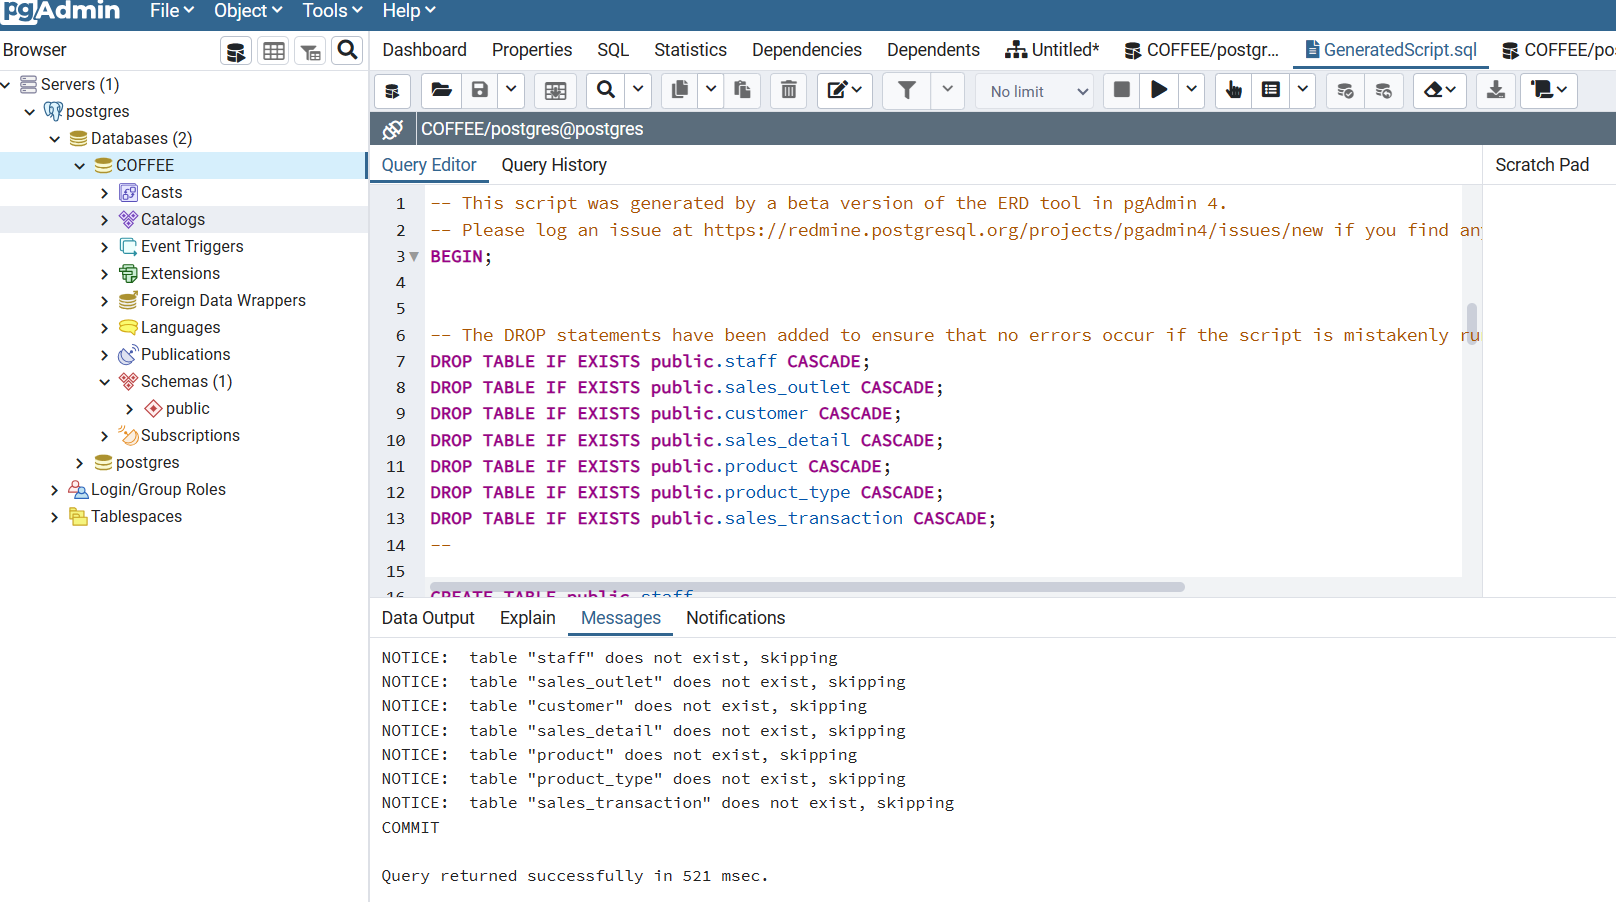 pgAdmin File Object Tools Help
Browser
Dashboard Properties SQL Statistics Dependencies Dependents Untitled* COFFEE/postgr... GeneratedScript.sql COFFEE/po
No limit
Servers (1)
postgres
Databases (2)
COFFEE
Casts
Catalogs
Event Triggers
Extensions
Foreign Data Wrappers
Languages
Publications
Schemas (1)
public
Subscriptions
postgres
Login/Group Roles
Tablespaces
COFFEE/postgres@postgres
Query Editor Query History
Scratch Pad
1 -- This script was generated by a beta version of the ERD tool in pgAdmin 4.
2 -- Please log an issue at https://redmine.postgresql.org/projects/pgadmin4/issues/new if you find an
3 BEGIN;
4
5
6 -- The DROP statements have been added to ensure that no errors occur if the script is mistakenly ru
7 DROP TABLE IF EXISTS public.staff CASCADE;
8 DROP TABLE IF EXISTS public.sales_outlet CASCADE;
9 DROP TABLE IF EXISTS public.customer CASCADE;
10 DROP TABLE IF EXISTS public.sales_detail CASCADE;
11 DROP TABLE IF EXISTS public.product CASCADE;
12 DROP TABLE IF EXISTS public.product_type CASCADE;
13 DROP TABLE IF EXISTS public.sales_transaction CASCADE;
14 --
15
16 CREATE TABLE public.staff
Data Output Explain Messages Notifications
NOTICE:  table "staff" does not exist, skipping
NOTICE:  table "sales_outlet" does not exist, skipping
NOTICE:  table "customer" does not exist, skipping
NOTICE:  table "sales_detail" does not exist, skipping
NOTICE:  table "product" does not exist, skipping
NOTICE:  table "product_type" does not exist, skipping
NOTICE:  table "sales_transaction" does not exist, skipping
COMMIT
Query returned successfully in 521 msec.